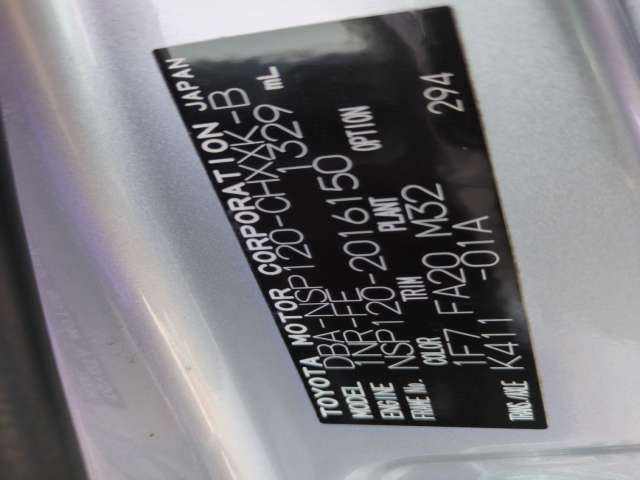 TOYOTA MOTOR CORPORATION JAPAN
MODEL DBA-NSP120-CHXXK-B
ENGINE 1NR-FE 1329 mL
FRAME No. NSP120-2016150
COLOR TRIM PLANT OPTION
1F7 FA20 M32 294
TRANS/AXLE K411 -01A